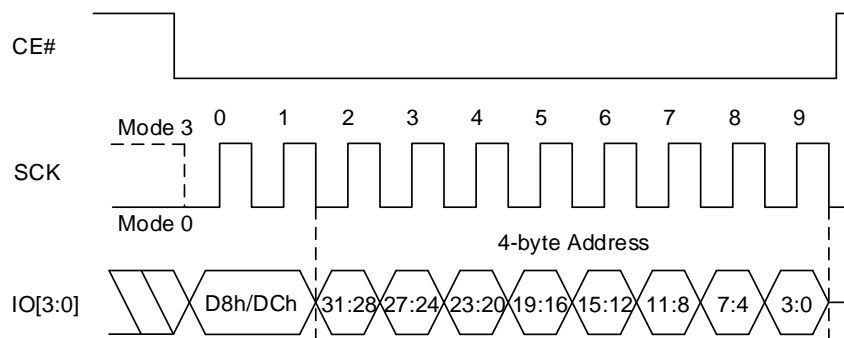 CE#
0 1 2 3 4 5 6 7 8 9
Mode 3
SCK
Mode 0
4-byte Address
IO[3:0] D8h/DCh 31:28 27:24 23:20 19:16 15:12 11:8 7:4 3:0